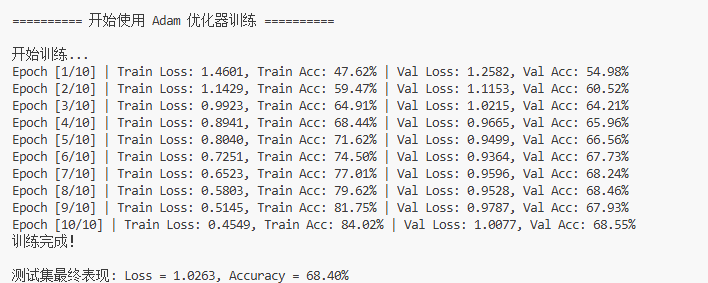 ========== 开始使用 Adam 优化器训练 ==========
开始训练...
Epoch [1/10] | Train Loss: 1.4601, Train Acc: 47.62% | Val Loss: 1.2582, Val Acc: 54.98%
Epoch [2/10] | Train Loss: 1.1429, Train Acc: 59.47% | Val Loss: 1.1153, Val Acc: 60.52%
Epoch [3/10] | Train Loss: 0.9923, Train Acc: 64.91% | Val Loss: 1.0215, Val Acc: 64.21%
Epoch [4/10] | Train Loss: 0.8941, Train Acc: 68.44% | Val Loss: 0.9665, Val Acc: 65.96%
Epoch [5/10] | Train Loss: 0.8040, Train Acc: 71.62% | Val Loss: 0.9499, Val Acc: 66.56%
Epoch [6/10] | Train Loss: 0.7251, Train Acc: 74.50% | Val Loss: 0.9364, Val Acc: 67.73%
Epoch [7/10] | Train Loss: 0.6523, Train Acc: 77.01% | Val Loss: 0.9596, Val Acc: 68.24%
Epoch [8/10] | Train Loss: 0.5803, Train Acc: 79.62% | Val Loss: 0.9528, Val Acc: 68.46%
Epoch [9/10] | Train Loss: 0.5145, Train Acc: 81.75% | Val Loss: 0.9787, Val Acc: 67.93%
Epoch [10/10] | Train Loss: 0.4549, Train Acc: 84.02% | Val Loss: 1.0077, Val Acc: 68.55%
训练完成!
测试集最终表现: Loss = 1.0263, Accuracy = 68.40%